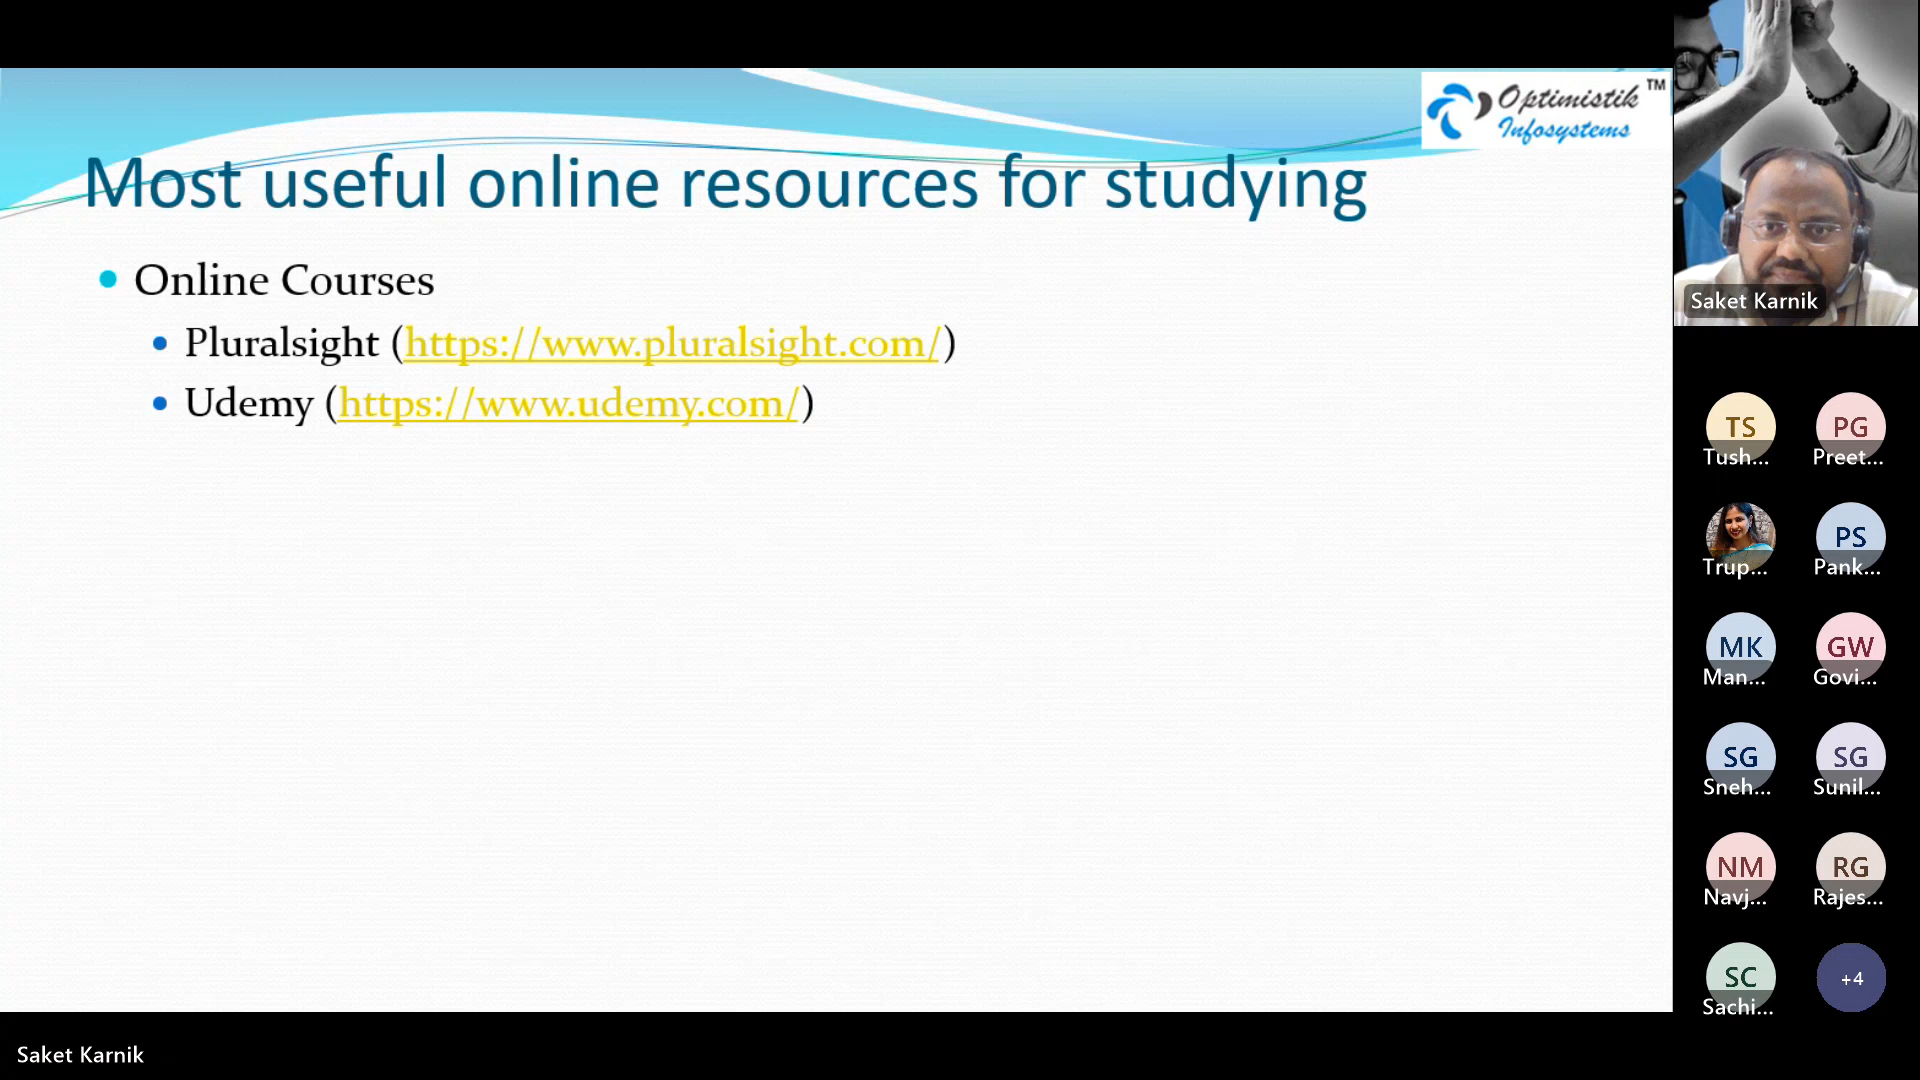 Optimistik TM
Infosystems
Most useful online resources for studying
Online Courses
Pluralsight (https://www.pluralsight.com/)
Udemy (https://www.udemy.com/)
Saket Karnik
TS
Tush...
PG
Preet...
Trup...
PS
Pank...
MK
Man...
GW
Govi...
SG
Sneh...
SG
Sunil...
NM
Navj...
RG
Rajes...
SC
Sachi...
+4
Saket Karnik